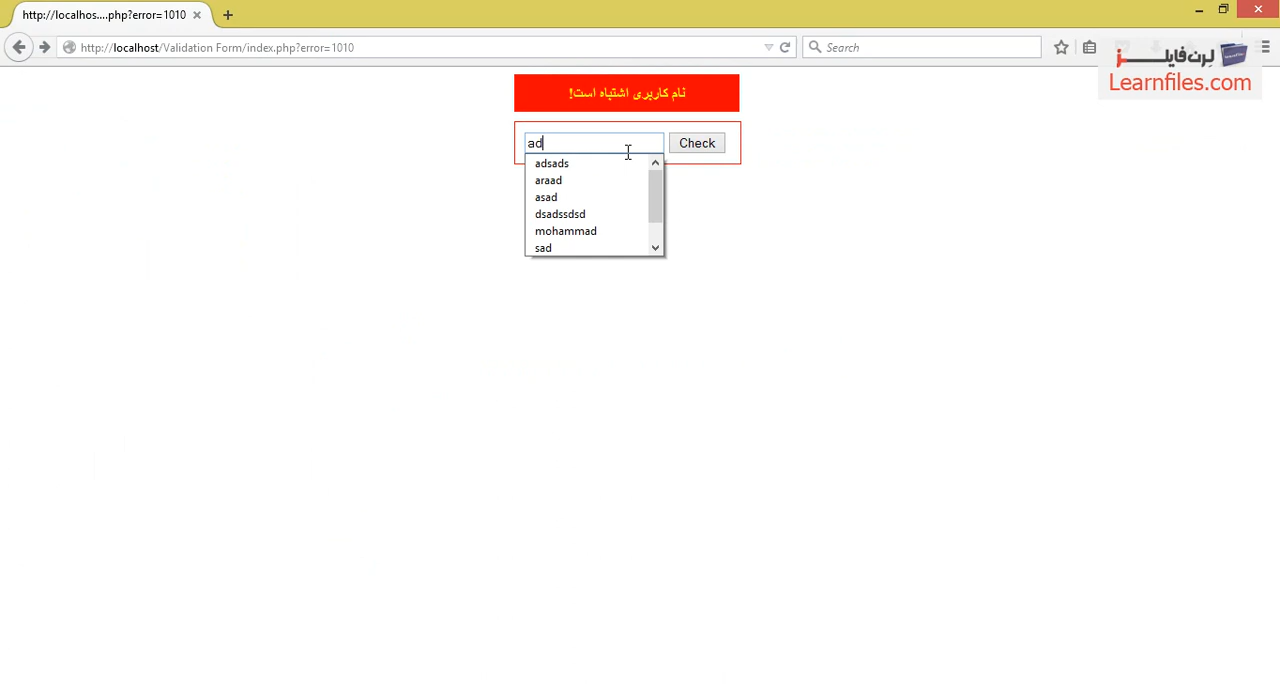 http://localhos....php?error=1010
http://localhost/Validation Form/index.php?error=1010
Search
لرن‌فایلز
Learnfiles.com
نام کاربری اشتباه است!
ad
Check
adsads
araad
asad
dsadssdsd
mohammad
sad